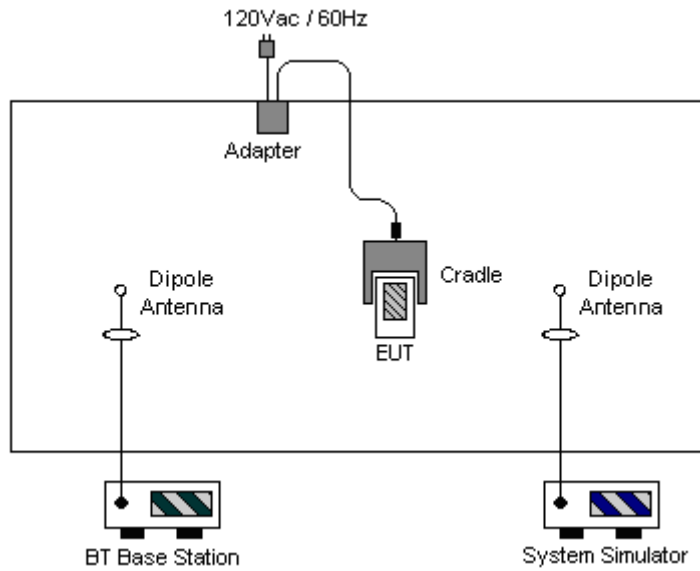 120Vac / 60Hz
Adapter
Dipole
Antenna
Cradle
Dipole
Antenna
EUT
BT Base Station
System Simulator